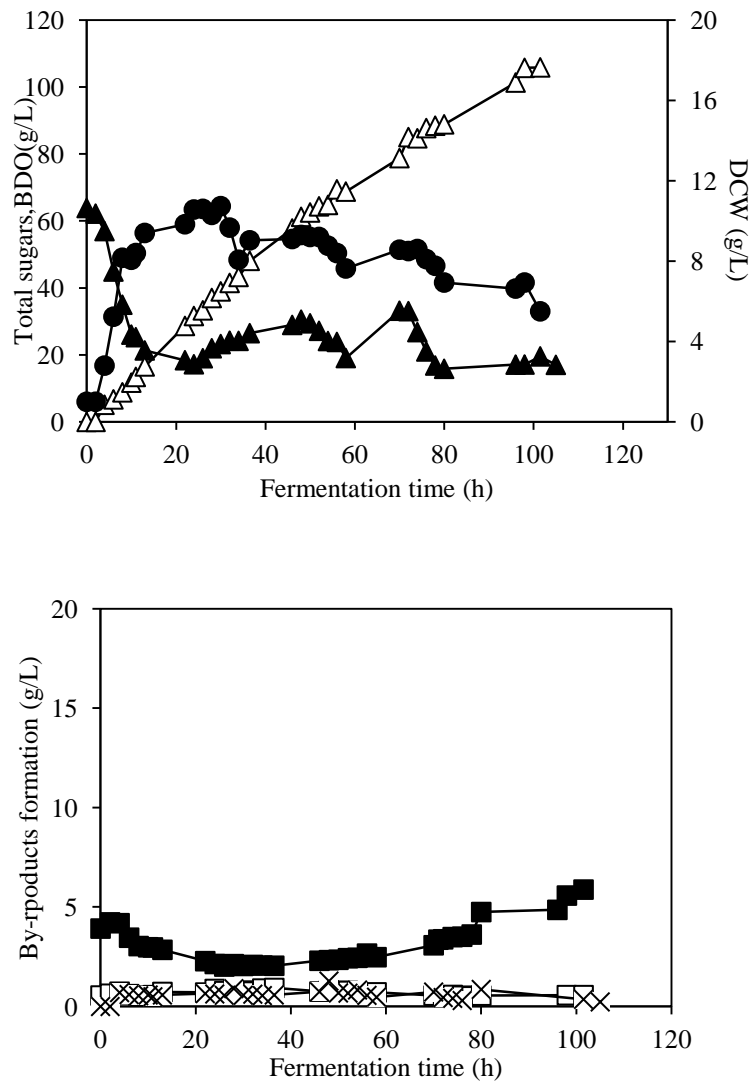 120
100
80
60
40
20
0
Total sugars,BDO(g/L)
20
16
12
8
4
0
DCW (g/L)
0 20 40 60 80 100 120
Fermentation time (h)
20
15
10
5
0
By-rpoducts formation (g/L)
0 20 40 60 80 100 120
Fermentation time (h)